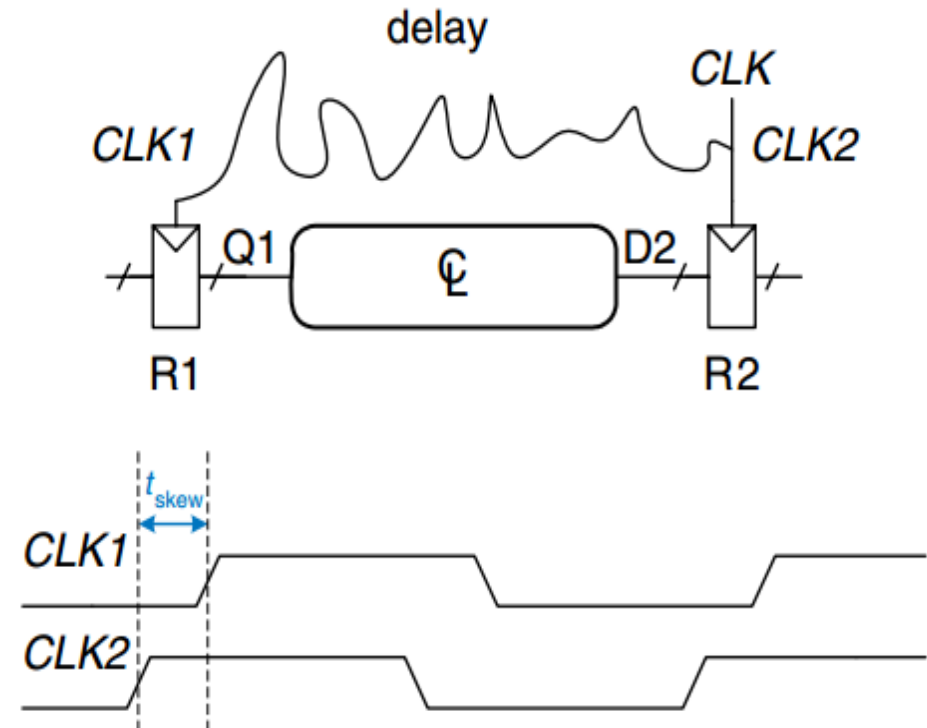 delay
CLK
CLK1
CLK2
Q1
CL
D2
R1
R2
tskew
CLK1
CLK2